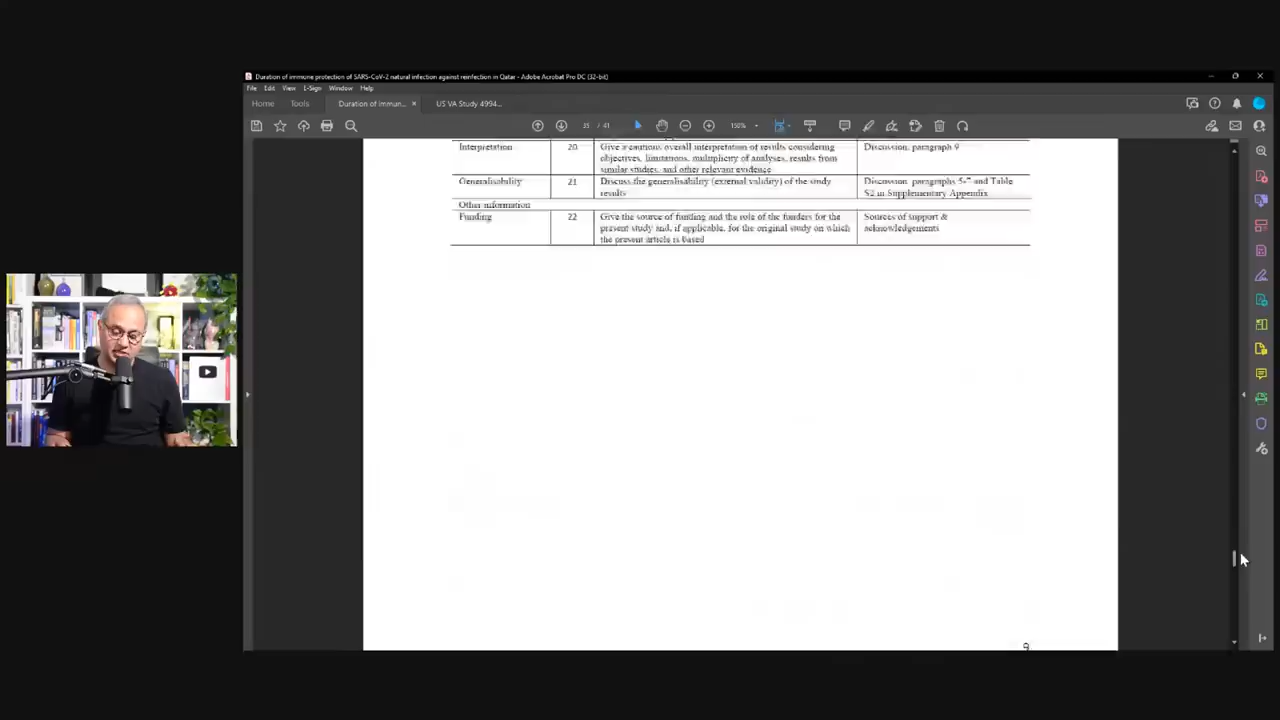 Duration of immune protection of SARS-CoV-2 natural infection against reinfection in Qatar - Adobe Acrobat Pro DC (32-bit)
File Edit View E-Sign Window Help
Home Tools Duration of immun... × US VA Study 4994...
35 / 41 150%
Interpretation 20 Give a cautious overall interpretation of results considering objectives, limitations, multiplicity of analyses, results from similar studies, and other relevant evidence Discussion, paragraph 9
Generalisability 21 Discuss the generalisability (external validity) of the study results Discussion, paragraphs and Table S2 in Supplementary Appendix
Other information
Funding 22 Give the source of funding and the role of the funders for the present study and, if applicable, for the original study on which the present article is based Sources of support & acknowledgements
9